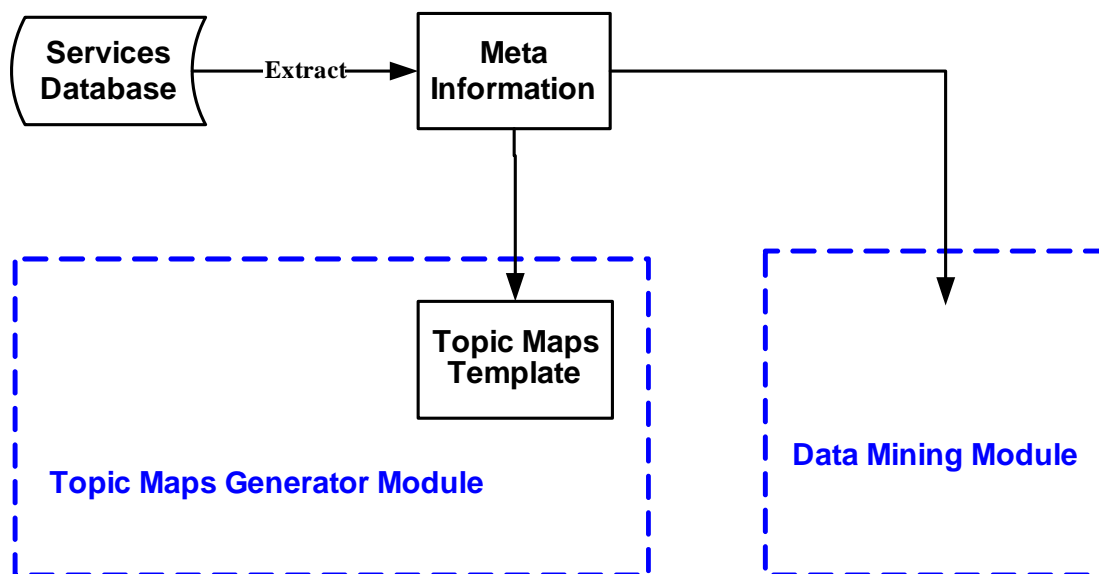 Services
Database
Extract
Meta
Information
Topic Maps
Template
Topic Maps Generator Module
Data Mining Module